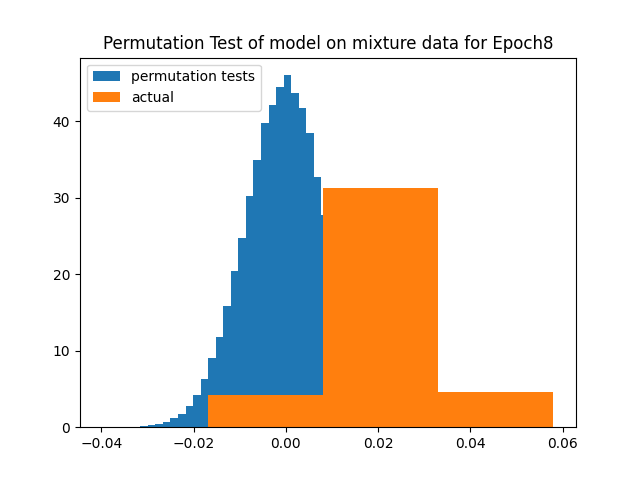 Permutation Test of model on mixture data for Epoch8
permutation tests
actual
40
30
20
10
0
−0.04 −0.02 0.00 0.02 0.04 0.06